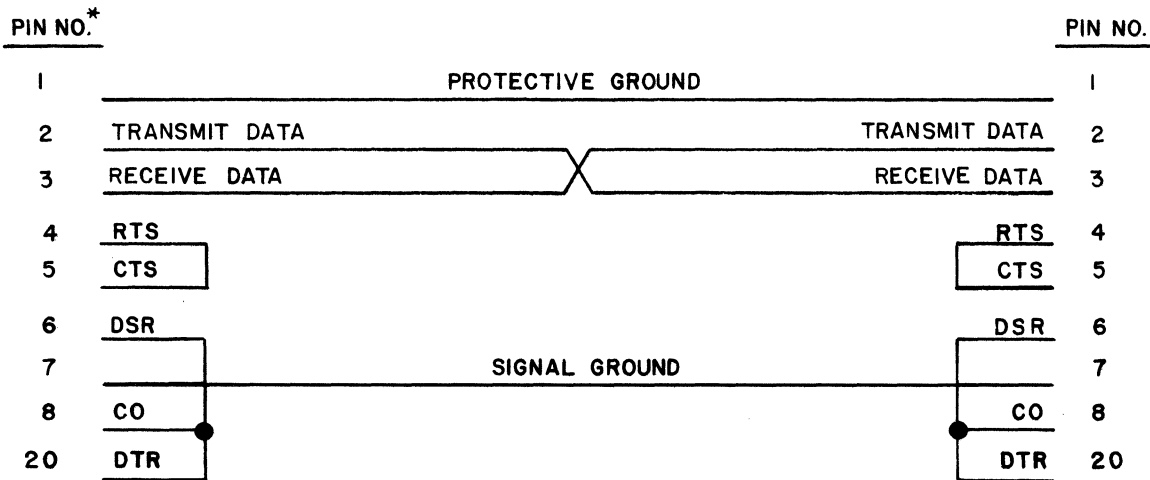 PIN NO.* PIN NO.
1 PROTECTIVE GROUND 1
2 TRANSMIT DATA TRANSMIT DATA 2
3 RECEIVE DATA RECEIVE DATA 3
4 RTS RTS 4
5 CTS CTS 5
6 DSR DSR 6
7 SIGNAL GROUND 7
8 CO CO 8
20 DTR DTR 20